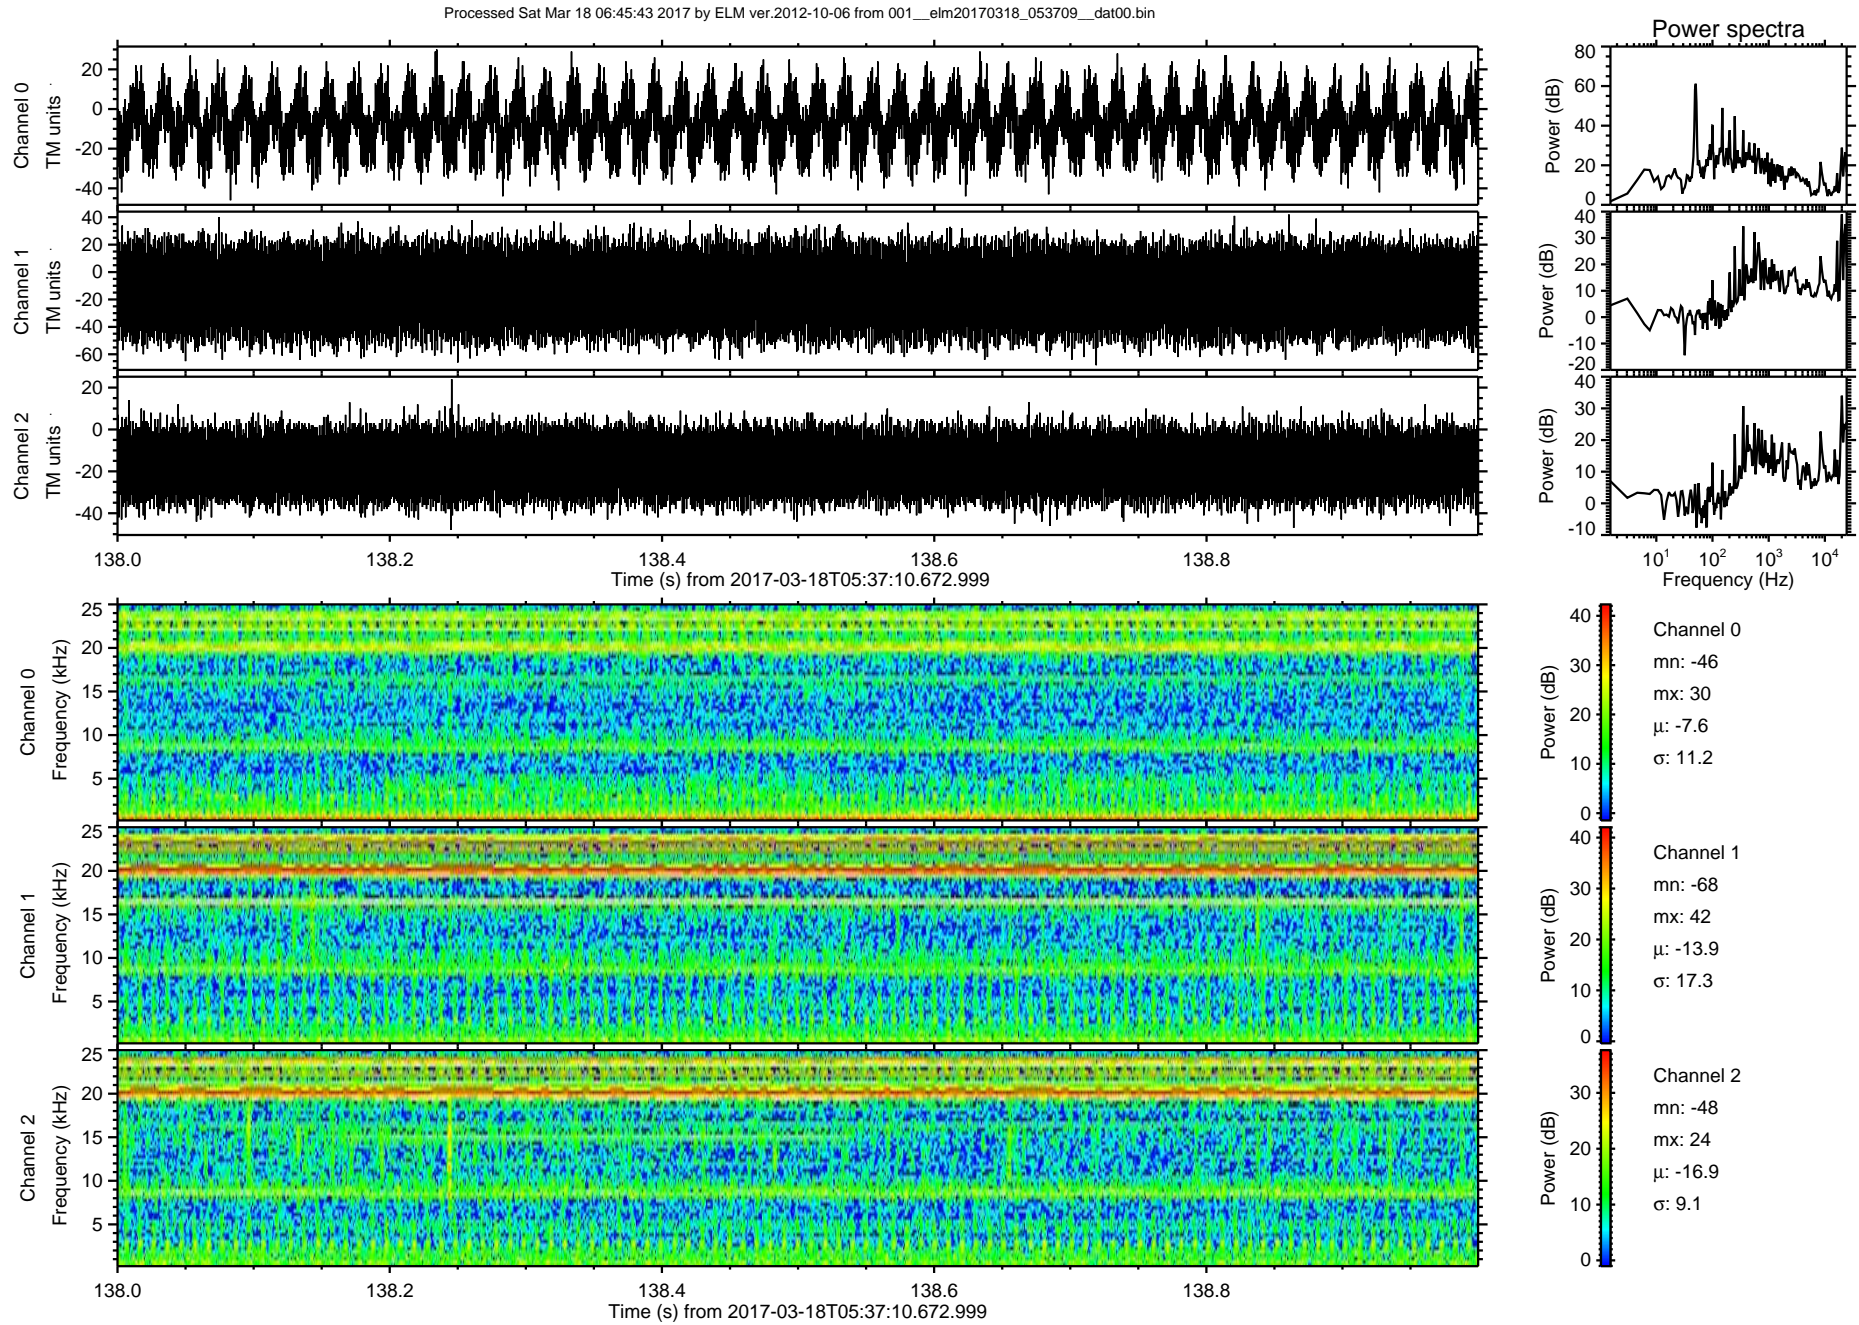 Processed Sat Mar 18 06:45:43 2017 by ELM ver.2012-10-06 from 001__elm20170318_053709__dat00.bin
Power spectra
Channel 0
TM units
20
0
-20
-40
Power (dB)
80
60
40
20
0
Channel 1
TM units
40
20
0
-20
-40
-60
Power (dB)
40
30
20
10
0
-10
-20
Channel 2
TM units
20
0
-20
-40
Power (dB)
40
30
20
10
0
-10
138.0 138.2 138.4 138.6 138.8
Time (s) from 2017-03-18T05:37:10.672.999
10^1 10^2 10^3 10^4
Frequency (Hz)
Channel 0
Frequency (kHz)
25
20
15
10
5
Power (dB)
40
30
20
10
0
Channel 0
mn: -46
mx: 30
μ: -7.6
σ: 11.2
Channel 1
Frequency (kHz)
25
20
15
10
5
Power (dB)
40
30
20
10
0
Channel 1
mn: -68
mx: 42
μ: -13.9
σ: 17.3
Channel 2
Frequency (kHz)
25
20
15
10
5
Power (dB)
30
20
10
0
Channel 2
mn: -48
mx: 24
μ: -16.9
σ: 9.1
138.0 138.2 138.4 138.6 138.8
Time (s) from 2017-03-18T05:37:10.672.999